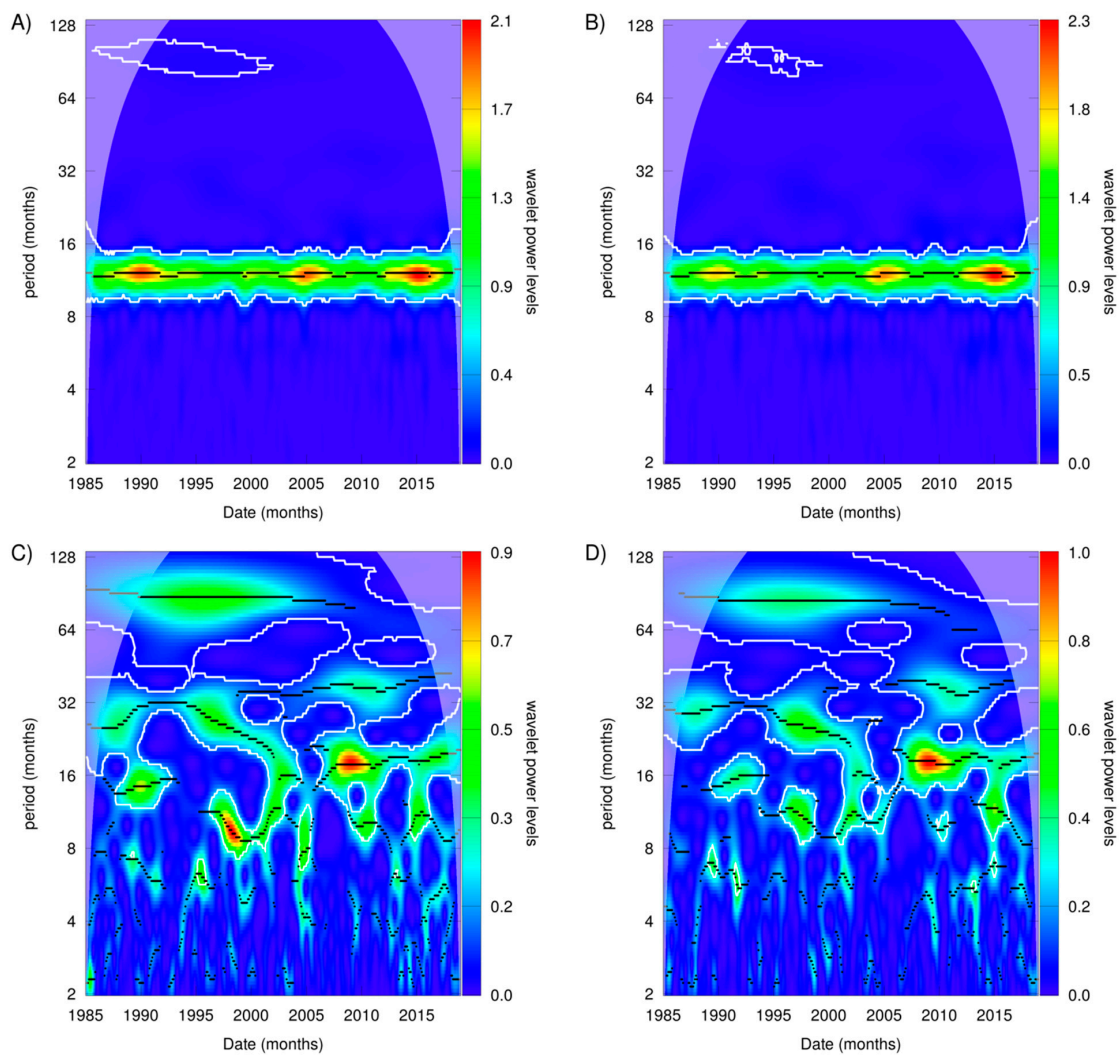 A)
128
64
32
16
8
4
2
period (months)
1985 1990 1995 2000 2005 2010 2015
Date (months)
2.1
1.7
1.3
0.9
0.4
0.0
wavelet power levels
B)
128
64
32
16
8
4
2
period (months)
1985 1990 1995 2000 2005 2010 2015
Date (months)
2.3
1.8
1.4
0.9
0.5
0.0
wavelet power levels
C)
128
64
32
16
8
4
2
period (months)
1985 1990 1995 2000 2005 2010 2015
Date (months)
0.9
0.7
0.5
0.3
0.2
0.0
wavelet power levels
D)
128
64
32
16
8
4
2
period (months)
1985 1990 1995 2000 2005 2010 2015
Date (months)
1.0
0.8
0.6
0.4
0.2
0.0
wavelet power levels